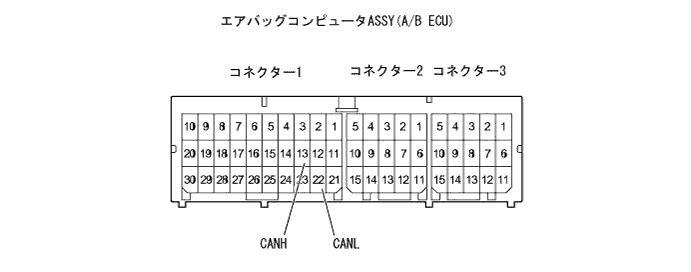 エアバッグコンピュータASSY(A/B ECU)
コネクター1 コネクター2 コネクター3
10 9 8 7 6 5 4 3 2 1 5 4 3 2 1 5 4 3 2 1
20 19 18 17 16 15 14 13 12 11 10 9 8 7 6 10 9 8 7 6
30 29 28 27 26 25 24 23 22 21 15 14 13 12 11 15 14 13 12 11
CANH CANL